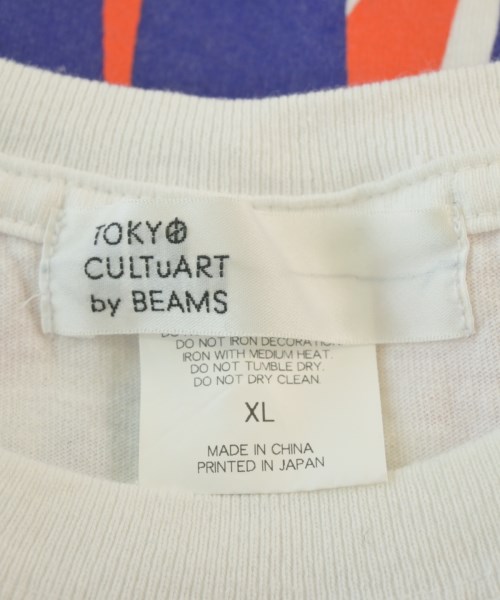 TOKYO
CULTuART
by BEAMS
DO NOT IRON DECORATION.
IRON WITH MEDIUM HEAT.
DO NOT TUMBLE DRY.
DO NOT DRY CLEAN.
XL
MADE IN CHINA
PRINTED IN JAPAN